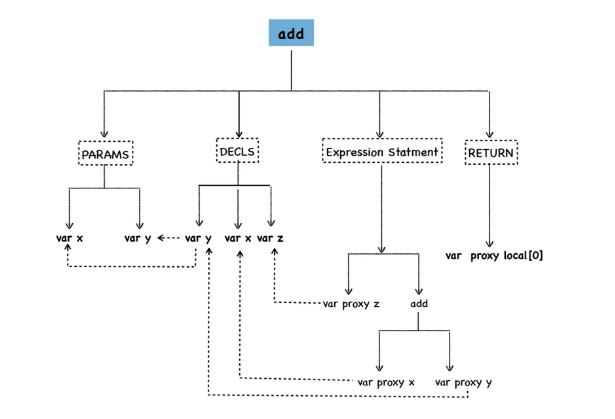 add
PARAMS
DECLS
Expression Statment
RETURN
var x
var y
var y
var x
var z
var proxy local[0]
var proxy z
add
var proxy x
var proxy y